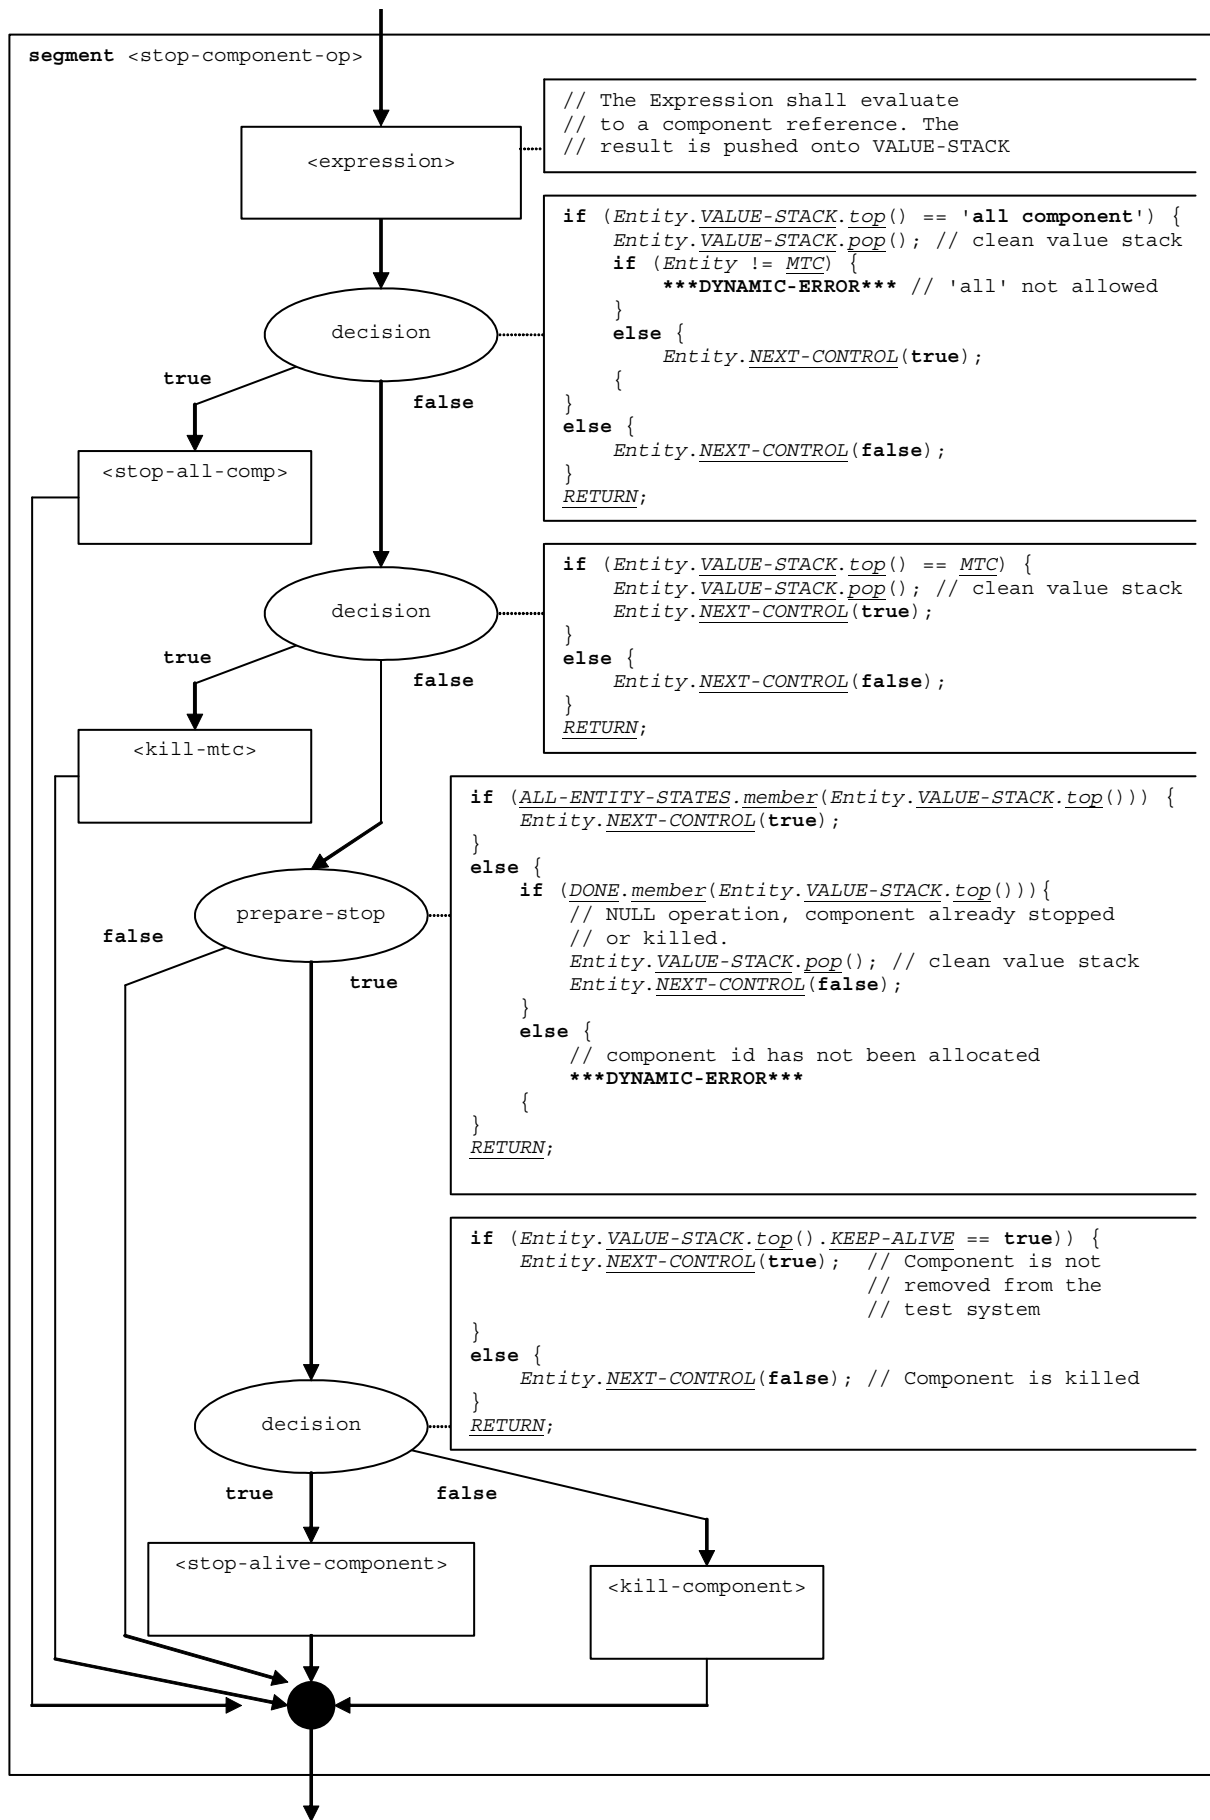 segment <stop-component-op>
// The Expression shall evaluate
// to a component reference. The
// result is pushed onto VALUE-STACK
<expression>
if (Entity.VALUE-STACK.top() == 'all component') {
Entity.VALUE-STACK.pop(); // clean value stack
if (Entity != MTC) {
***DYNAMIC-ERROR*** // 'all' not allowed
}
else {
Entity.NEXT-CONTROL(true);
{
}
else {
Entity.NEXT-CONTROL(false);
}
RETURN;
decision
true
false
<stop-all-comp>
if (Entity.VALUE-STACK.top() == MTC) {
Entity.VALUE-STACK.pop(); // clean value stack
Entity.NEXT-CONTROL(true);
}
else {
Entity.NEXT-CONTROL(false);
}
RETURN;
decision
true
false
<kill-mtc>
if (ALL-ENTITY-STATES.member(Entity.VALUE-STACK.top())) {
Entity.NEXT-CONTROL(true);
}
else {
if (DONE.member(Entity.VALUE-STACK.top())){
// NULL operation, component already stopped
// or killed.
Entity.VALUE-STACK.pop(); // clean value stack
Entity.NEXT-CONTROL(false);
}
else {
// component id has not been allocated
***DYNAMIC-ERROR***
{
}
RETURN;
prepare-stop
false
true
if (Entity.VALUE-STACK.top().KEEP-ALIVE == true)) {
Entity.NEXT-CONTROL(true); // Component is not
// removed from the
// test system
}
else {
Entity.NEXT-CONTROL(false); // Component is killed
}
RETURN;
decision
true
false
<stop-alive-component>
<kill-component>